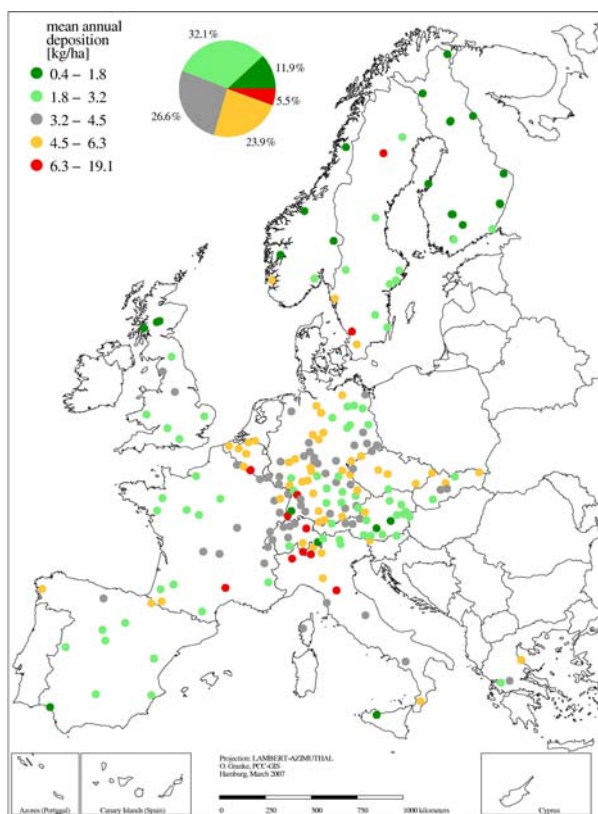 mean annual
deposition
[kg/ha]
0.4 – 1.8
1.8 – 3.2
3.2 – 4.5
4.5 – 6.3
6.3 – 19.1
32.1%
11.9%
5.5%
26.6%
23.9%
Projection: LAMBERT-AZIMUTHAL
O. Granke, PCC-GIS
Hamburg, March 2007
0 250 500 750 1000 kilometers
Azores (Portugal)
Canary Islands (Spain)
Cyprus